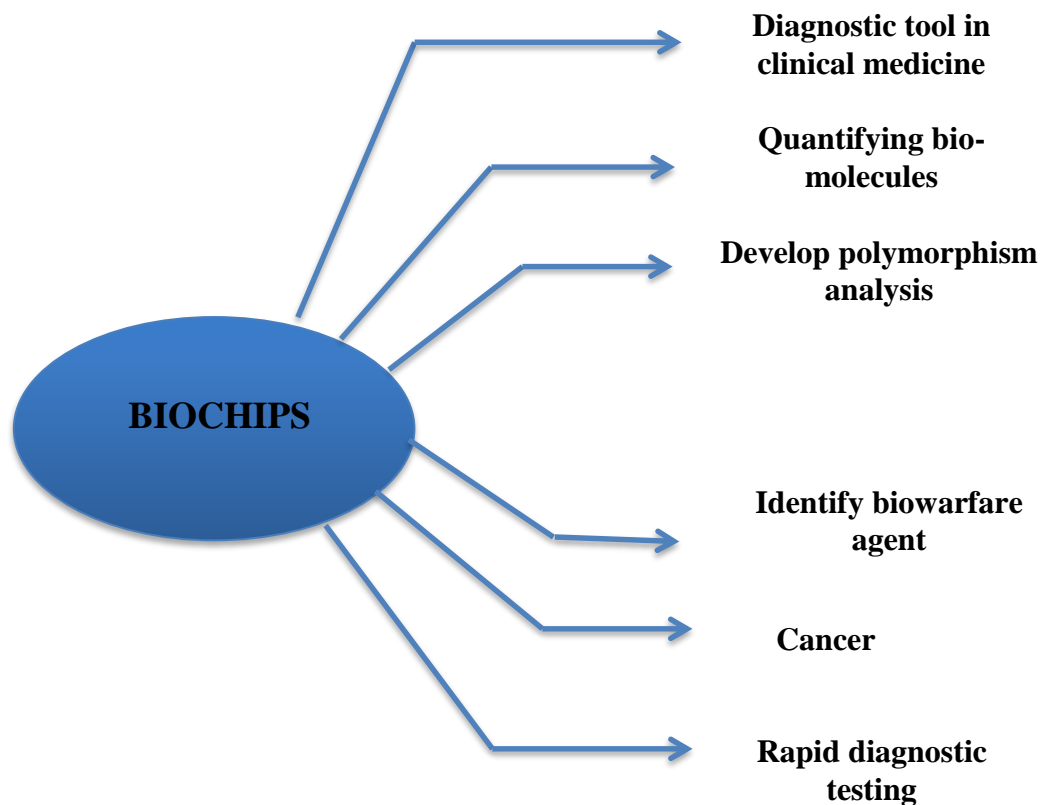 Diagnostic tool in
clinical medicine
Quantifying bio-
molecules
Develop polymorphism
analysis
BIOCHIPS
Identify biowarfare
agent
Cancer
Rapid diagnostic
testing